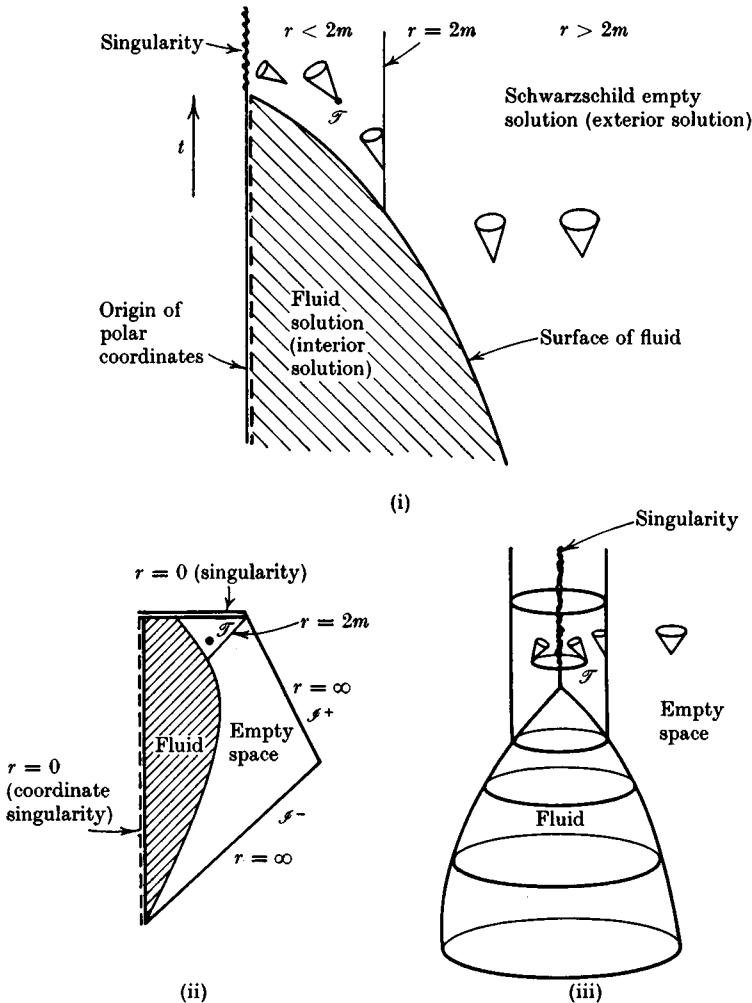 Singularity
r < 2m
r = 2m
r > 2m
𝒯
Schwarzschild empty
solution (exterior solution)
t
Origin of
polar
coordinates
Fluid
solution
(interior
solution)
Surface of fluid
(i)
r = 0 (singularity)
𝒯
r = 2m
r = ∞
𝓘+
Fluid
Empty
space
r = 0
(coordinate
singularity)
𝓘−
r = ∞
(ii)
Singularity
𝒯
Empty
space
Fluid
(iii)